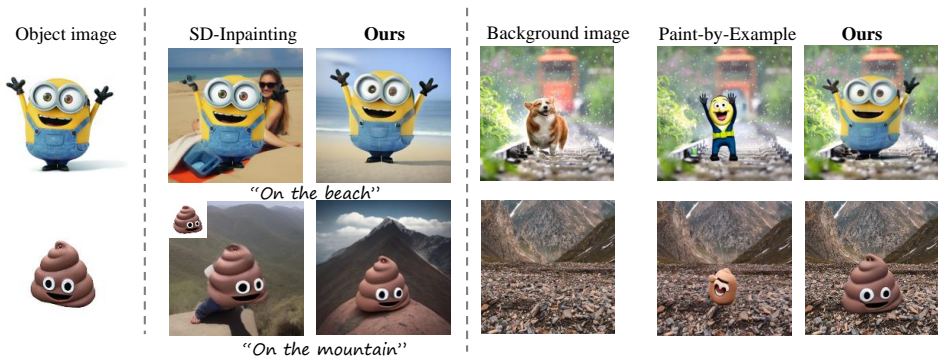 Object image
SD-Inpainting
Ours
Background image
Paint-by-Example
Ours
“On the beach”
“On the mountain”